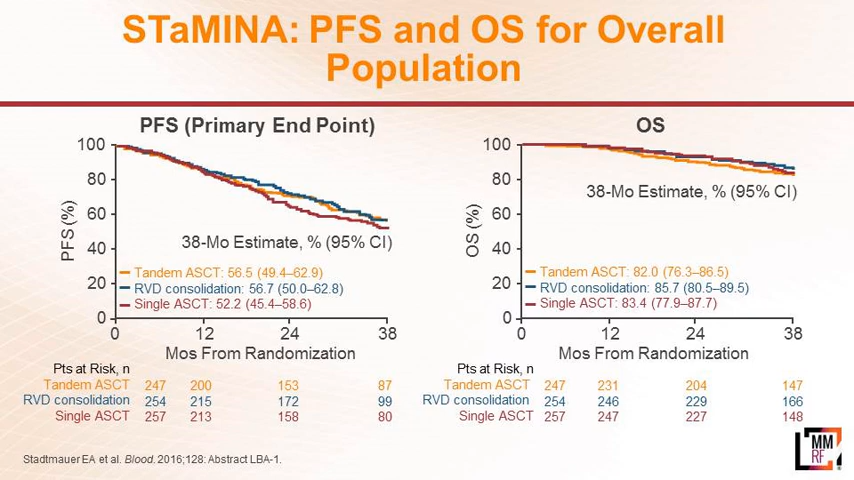 STaMINA: PFS and OS for Overall
Population
PFS (Primary End Point)
100
80
60
40
20
0
PFS (%)
38-Mo Estimate, % (95% CI)
Tandem ASCT: 56.5 (49.4–62.9)
RVD consolidation: 56.7 (50.0–62.8)
Single ASCT: 52.2 (45.4–58.6)
0 12 24 38
Mos From Randomization
Pts at Risk, n
Tandem ASCT 247 200 153 87
RVD consolidation 254 215 172 99
Single ASCT 257 213 158 80
OS
100
80
60
40
20
0
OS (%)
38-Mo Estimate, % (95% CI)
Tandem ASCT: 82.0 (76.3–86.5)
RVD consolidation: 85.7 (80.5–89.5)
Single ASCT: 83.4 (77.9–87.7)
0 12 24 38
Mos From Randomization
Pts at Risk, n
Tandem ASCT 247 231 204 147
RVD consolidation 254 246 229 166
Single ASCT 257 247 227 148
Stadtmauer EA et al. Blood. 2016;128: Abstract LBA-1.
MM
RF